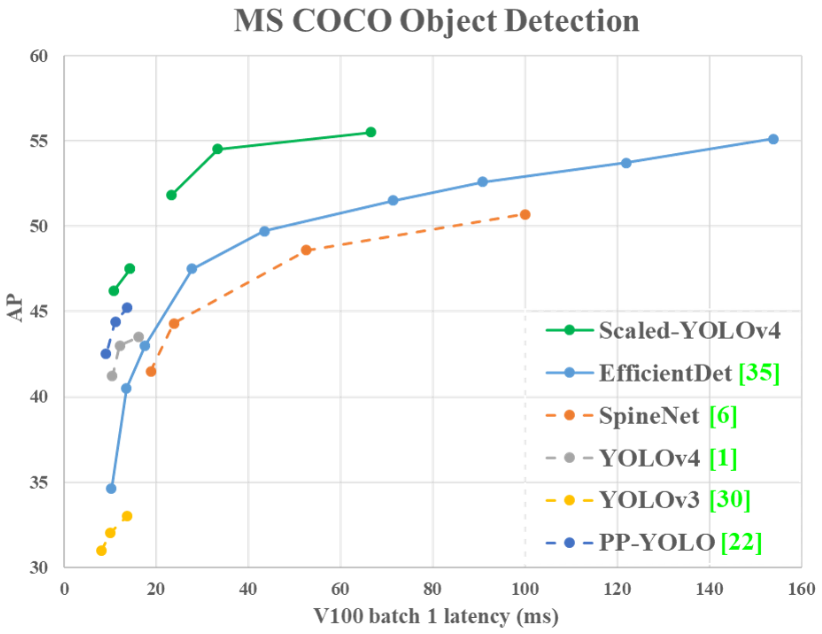 MS COCO Object Detection
60
55
50
45
40
35
30
AP
0 20 40 60 80 100 120 140 160
V100 batch 1 latency (ms)
Scaled-YOLOv4
EfficientDet [35]
SpineNet [6]
YOLOv4 [1]
YOLOv3 [30]
PP-YOLO [22]